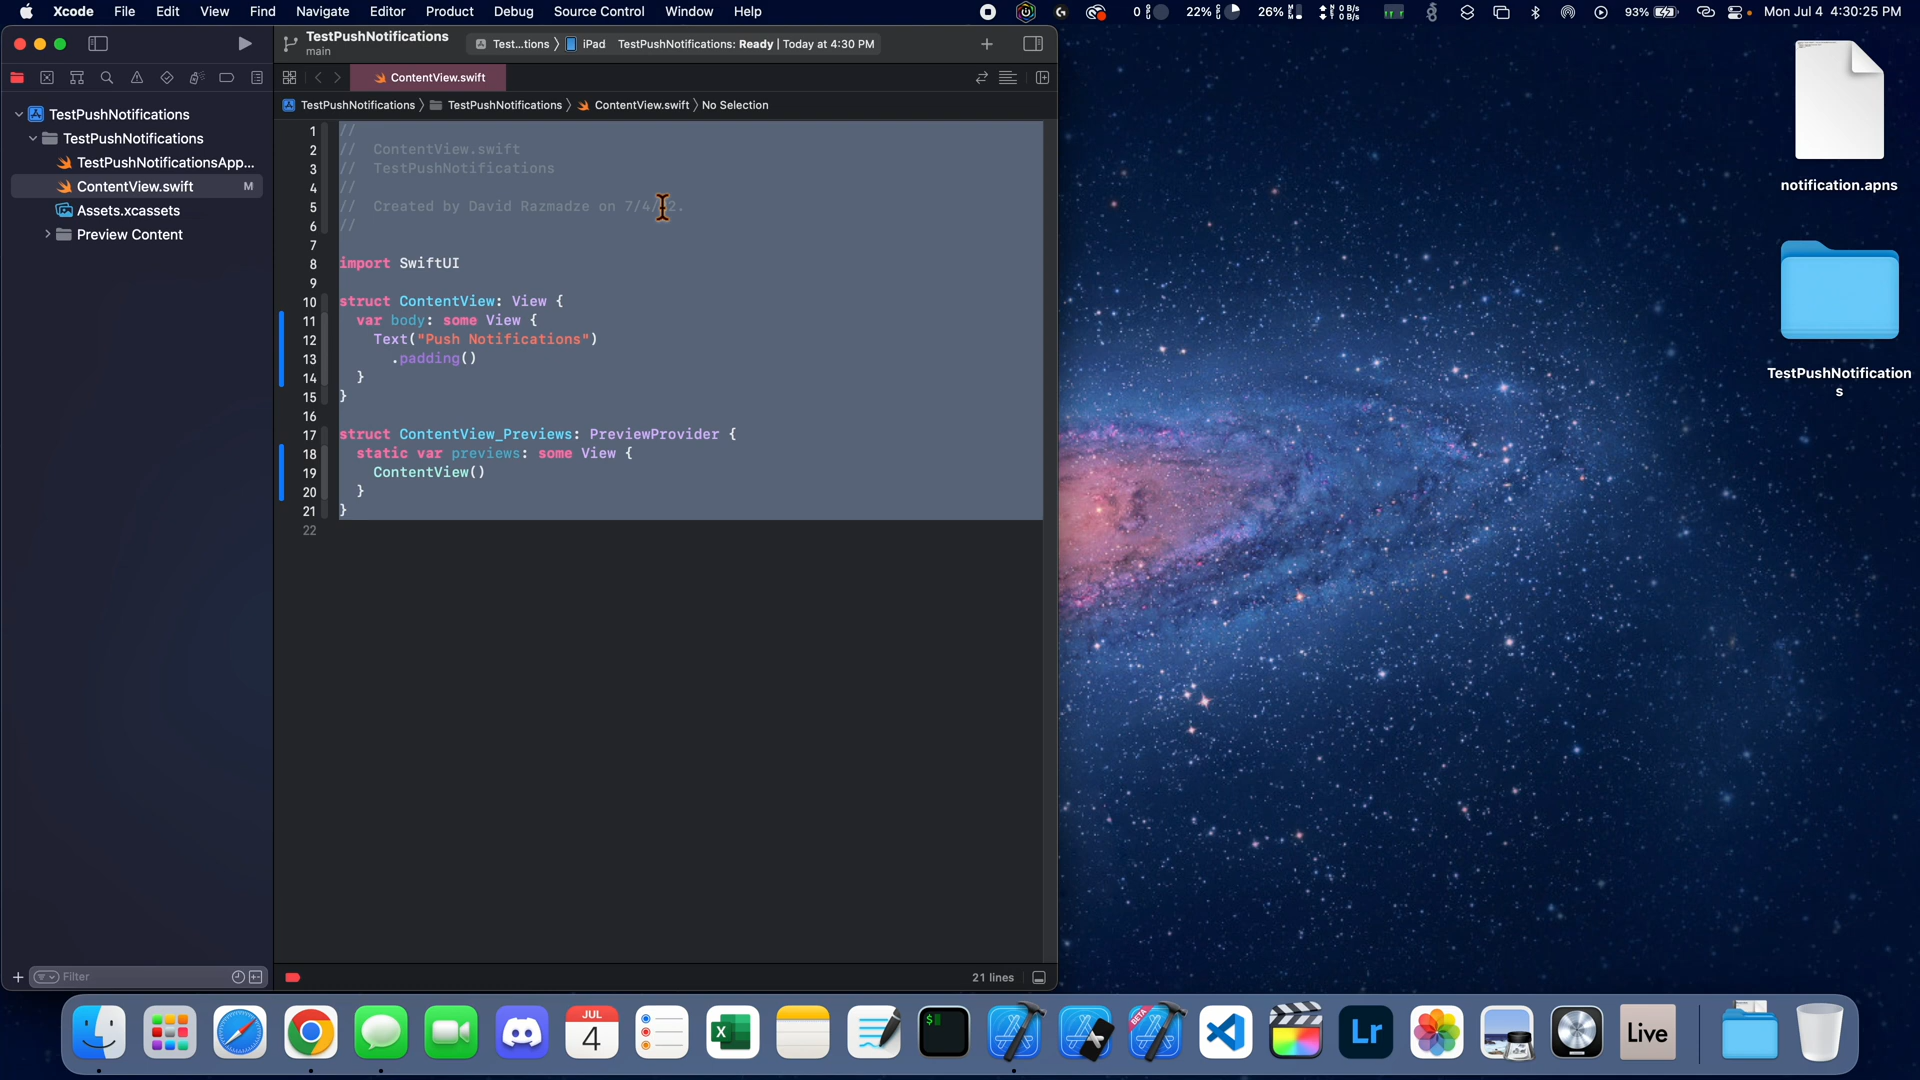 Xcode File Edit View Find Navigate Editor Product Debug Source Control Window Help
0 22% 26% 0 B/s 0 B/s 93% Mon Jul 4 4:30:25 PM
TestPushNotifications
main
Test...tions iPad TestPushNotifications: Ready | Today at 4:30 PM
ContentView.swift
TestPushNotifications TestPushNotifications ContentView.swift No Selection
TestPushNotifications
TestPushNotifications
TestPushNotificationsApp...
ContentView.swift M
Assets.xcassets
Preview Content
1 //
2 // ContentView.swift
3 // TestPushNotifications
4 //
5 // Created by David Razmadze on 7/4/22.
6 //
7
8 import SwiftUI
9
10 struct ContentView: View {
11 var body: some View {
12 Text("Push Notifications")
13 .padding()
14 }
15 }
16
17 struct ContentView_Previews: PreviewProvider {
18 static var previews: some View {
19 ContentView()
20 }
21 }
22
Filter
21 lines
notification.apns
TestPushNotification
s
JUL
4
$
BETA
Lr
Live